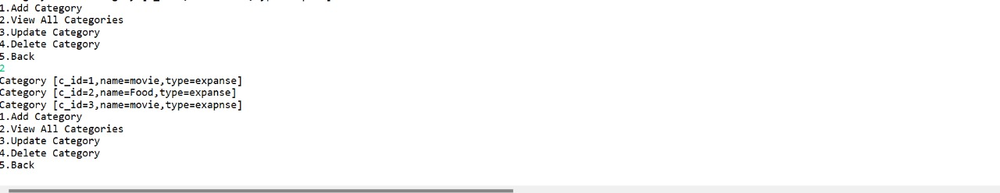 1.Add Category
2.View All Categories
3.Update Category
4.Delete Category
5.Back
2
Category [c_id=1,name=movie,type=expanse]
Category [c_id=2,name=Food,type=expanse]
Category [c_id=3,name=movie,type=exapnse]
1.Add Category
2.View All Categories
3.Update Category
4.Delete Category
5.Back